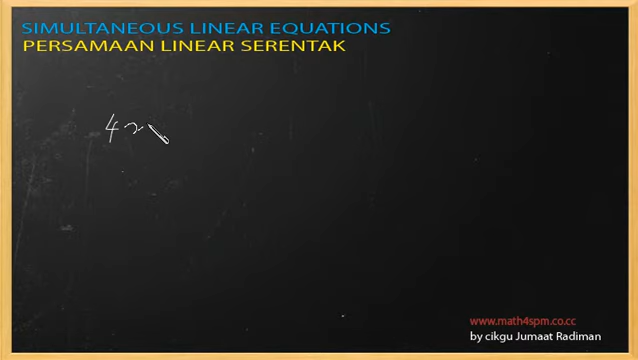 SIMULTANEOUS LINEAR EQUATIONS
PERSAMAAN LINEAR SERENTAK
4x
www.math4spm.co.cc
by cikgu Jumaat Radiman